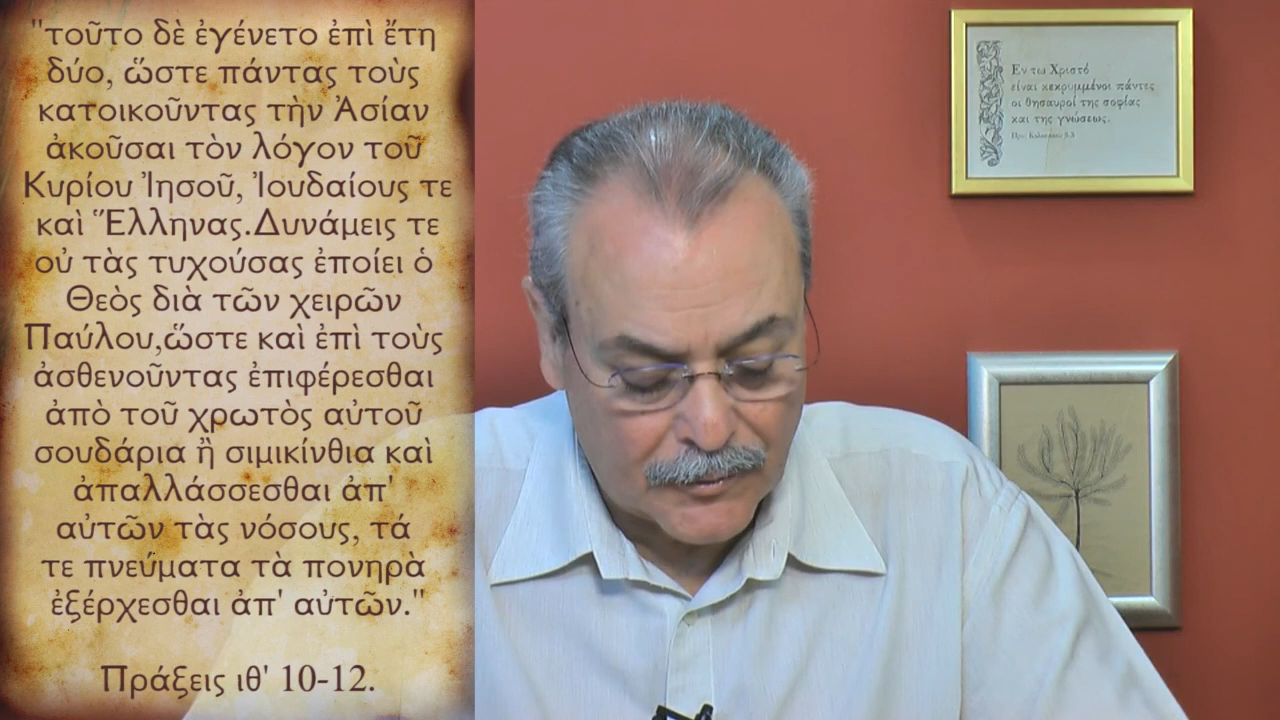 "τοῦτο δὲ ἐγένετο ἐπὶ ἔτη
δύο, ὥστε πάντας τοὺς
κατοικοῦντας τὴν Ἀσίαν
ἀκοῦσαι τὸν λόγον τοῦ
Κυρίου Ἰησοῦ, Ἰουδαίους τε
καὶ Ἕλληνας.Δυνάμεις τε
οὐ τὰς τυχούσας ἐποίει ὁ
Θεὸς διὰ τῶν χειρῶν
Παύλου,ὥστε καὶ ἐπὶ τοὺς
ἀσθενοῦντας ἐπιφέρεσθαι
ἀπὸ τοῦ χρωτὸς αὐτοῦ
σουδάρια ἢ σιμικίνθια καὶ
ἀπαλλάσσεσθαι ἀπ'
αὐτῶν τὰς νόσους, τά
τε πνεύματα τὰ πονηρὰ
ἐξέρχεσθαι ἀπ' αὐτῶν."
Πράξεις ιθ' 10-12.
Εν τω Χριστό
είναι κεκρυμμένοι πάντες
οι θησαυροί της σοφίας
και της γνώσεως.